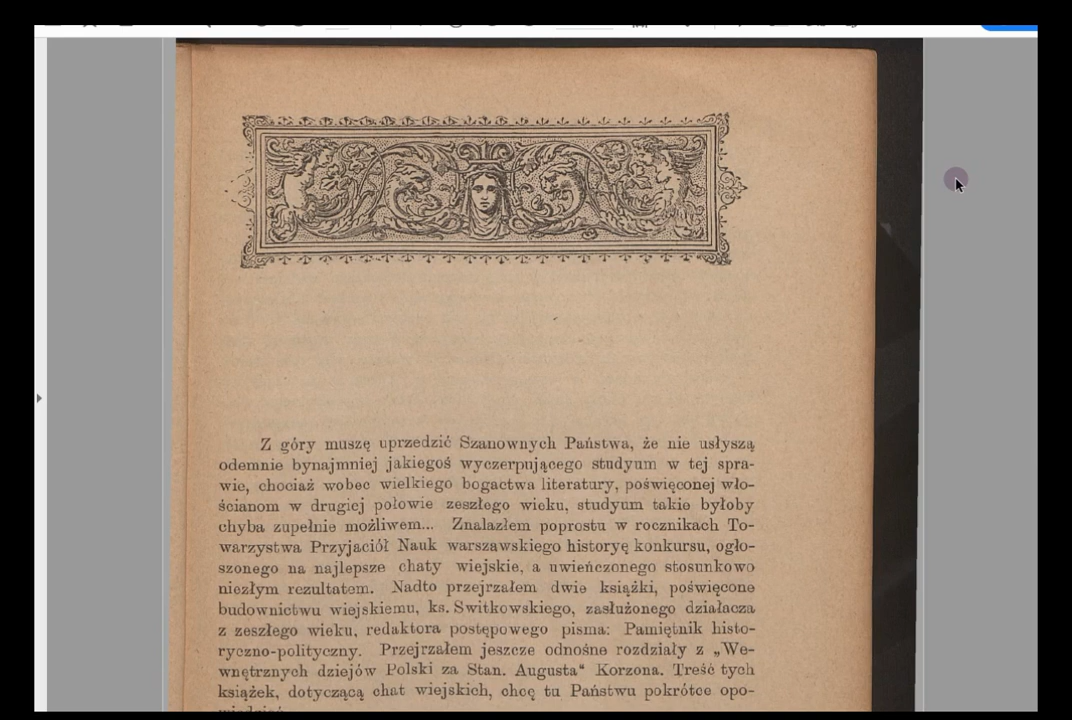 Z góry muszę uprzedzić Szanownych Państwa, że nie usłyszą
odemnie bynajmniej jakiegoś wyczerpującego studyum w tej spra-
wie, chociaż wobec wielkiego bogactwa literatury, poświęconej wło-
ścianom w drugiej połowie zeszłego wieku, studyum takie byłoby
chyba zupełnie możliwem... Znalazłem poprostu w rocznikach To-
warzystwa Przyjaciół Nauk warszawskiego historyę konkursu, ogło-
szonego na najlepsze chaty wiejskie, a uwieńczonego stosunkowo
niezłym rezultatem. Nadto przejrzałem dwie książki, poświęcone
budownictwu wiejskiemu, ks. Switkowskiego, zasłużonego działacza
z zeszłego wieku, redaktora postępowego pisma: Pamiętnik histo-
ryczno-polityczny. Przejrzałem jeszcze odnośne rozdziały z „We-
wnętrznych dziejów Polski za Stan. Augusta“ Korzona. Treść tych
książek, dotyczącą chat wiejskich, chcę tu Państwu pokrótce opo-